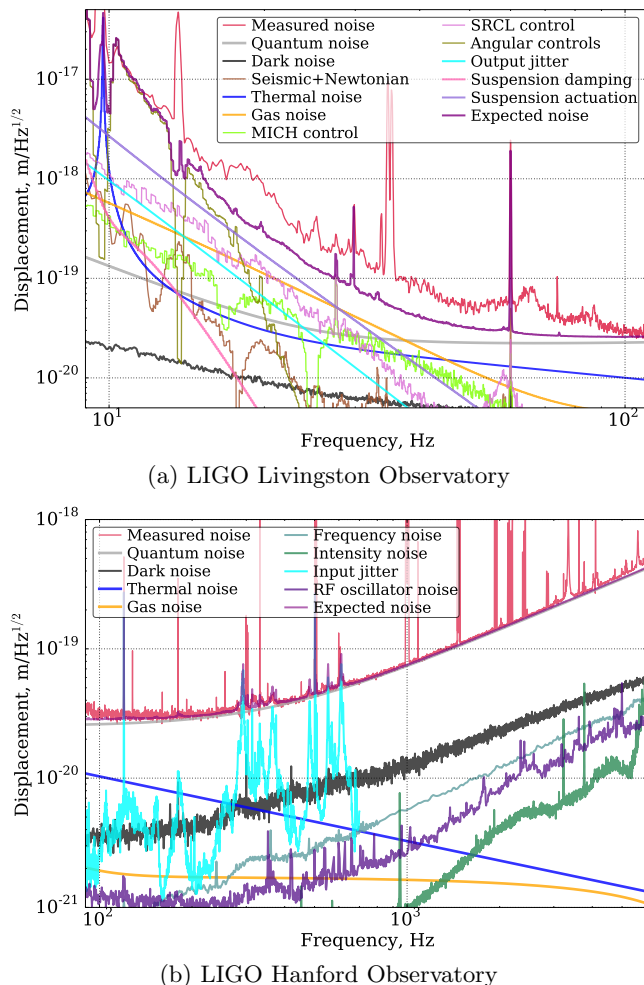 Displacement, m/Hz^{1/2}
10^{-17}
10^{-18}
10^{-19}
10^{-20}
Measured noise
Quantum noise
Dark noise
Seismic+Newtonian
Thermal noise
Gas noise
MICH control
SRCL control
Angular controls
Output jitter
Suspension damping
Suspension actuation
Expected noise
10^1
10^2
Frequency, Hz
(a) LIGO Livingston Observatory
Displacement, m/Hz^{1/2}
10^{-18}
10^{-19}
10^{-20}
10^{-21}
Measured noise
Quantum noise
Dark noise
Thermal noise
Gas noise
Frequency noise
Intensity noise
Input jitter
RF oscillator noise
Expected noise
10^2
10^3
Frequency, Hz
(b) LIGO Hanford Observatory